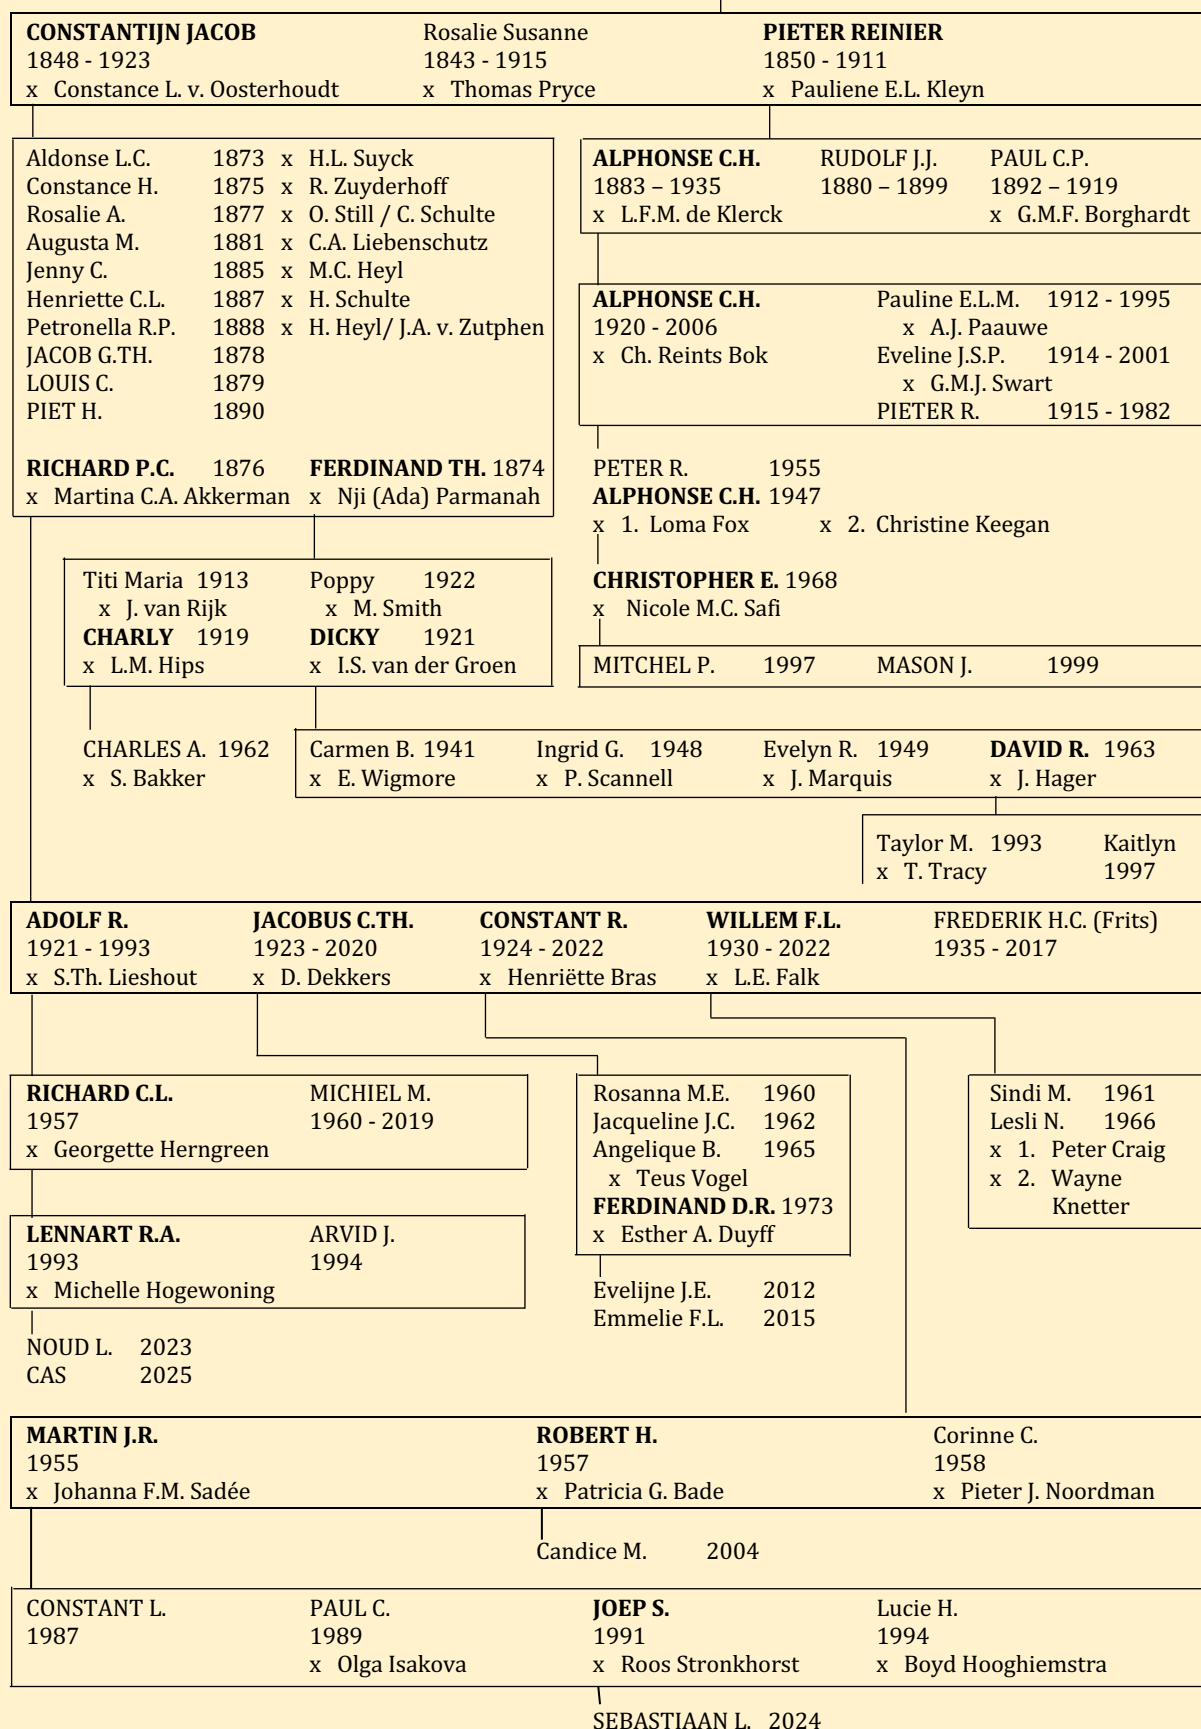 CONSTANTIJN JACOB Rosalie Susanne PIETER REINIER
1848 - 1923 1843 - 1915 1850 - 1911
x Constance L. v. Oosterhoudt x Thomas Pryce x Pauliene E.L. Kleyn
Aldonse L.C. 1873 x H.L. Suyck
Constance H. 1875 x R. Zuyderhoff
Rosalie A. 1877 x O. Still / C. Schulte
Augusta M. 1881 x C.A. Liebenschutz
Jenny C. 1885 x M.C. Heyl
Henriette C.L. 1887 x H. Schulte
Petronella R.P. 1888 x H. Heyl/ J.A. v. Zutphen
JACOB G.TH. 1878
LOUIS C. 1879
PIET H. 1890
RICHARD P.C. 1876 FERDINAND TH. 1874
x Martina C.A. Akkerman x Nji (Ada) Parmanah
ALPHONSE C.H. RUDOLF J.J. PAUL C.P.
1883 – 1935 1880 – 1899 1892 – 1919
x L.F.M. de Klerck x G.M.F. Borghardt
ALPHONSE C.H. Pauline E.L.M. 1912 - 1995
1920 - 2006 x A.J. Paauwe
x Ch. Reints Bok Eveline J.S.P. 1914 - 2001
x G.M.J. Swart
PIETER R. 1915 - 1982
PETER R. 1955
ALPHONSE C.H. 1947
x 1. Loma Fox x 2. Christine Keegan
CHRISTOPHER E. 1968
x Nicole M.C. Safi
MITCHEL P. 1997 MASON J. 1999
Titi Maria 1913 Poppy 1922
x J. van Rijk x M. Smith
CHARLY 1919 DICKY 1921
x L.M. Hips x I.S. van der Groen
CHARLES A. 1962 Carmen B. 1941 Ingrid G. 1948 Evelyn R. 1949 DAVID R. 1963
x S. Bakker x E. Wigmore x P. Scannell x J. Marquis x J. Hager
Taylor M. 1993 Kaitlyn
x T. Tracy 1997
ADOLF R. JACOBUS C.TH. CONSTANT R. WILLEM F.L. FREDERIK H.C. (Frits)
1921 - 1993 1923 - 2020 1924 - 2022 1930 - 2022 1935 - 2017
x S.Th. Lieshout x D. Dekkers x Henriëtte Bras x L.E. Falk
RICHARD C.L. MICHIEL M.
1957 1960 - 2019
x Georgette Herngreen
LENNART R.A. ARVID J.
1993 1994
x Michelle Hogewoning
NOUD L. 2023
CAS 2025
Rosanna M.E. 1960
Jacqueline J.C. 1962
Angelique B. 1965
x Teus Vogel
FERDINAND D.R. 1973
x Esther A. Duyff
Evelijne J.E. 2012
Emmelie F.L. 2015
Sindi M. 1961
Lesli N. 1966
x 1. Peter Craig
x 2. Wayne
Knetter
MARTIN J.R. ROBERT H. Corinne C.
1955 1957 1958
x Johanna F.M. Sadée x Patricia G. Bade x Pieter J. Noordman
Candice M. 2004
CONSTANT L. PAUL C. JOEP S. Lucie H.
1987 1989 1991 1994
x Olga Isakova x Roos Stronkhorst x Boyd Hooghiemstra
SEBASTIAAN L. 2024